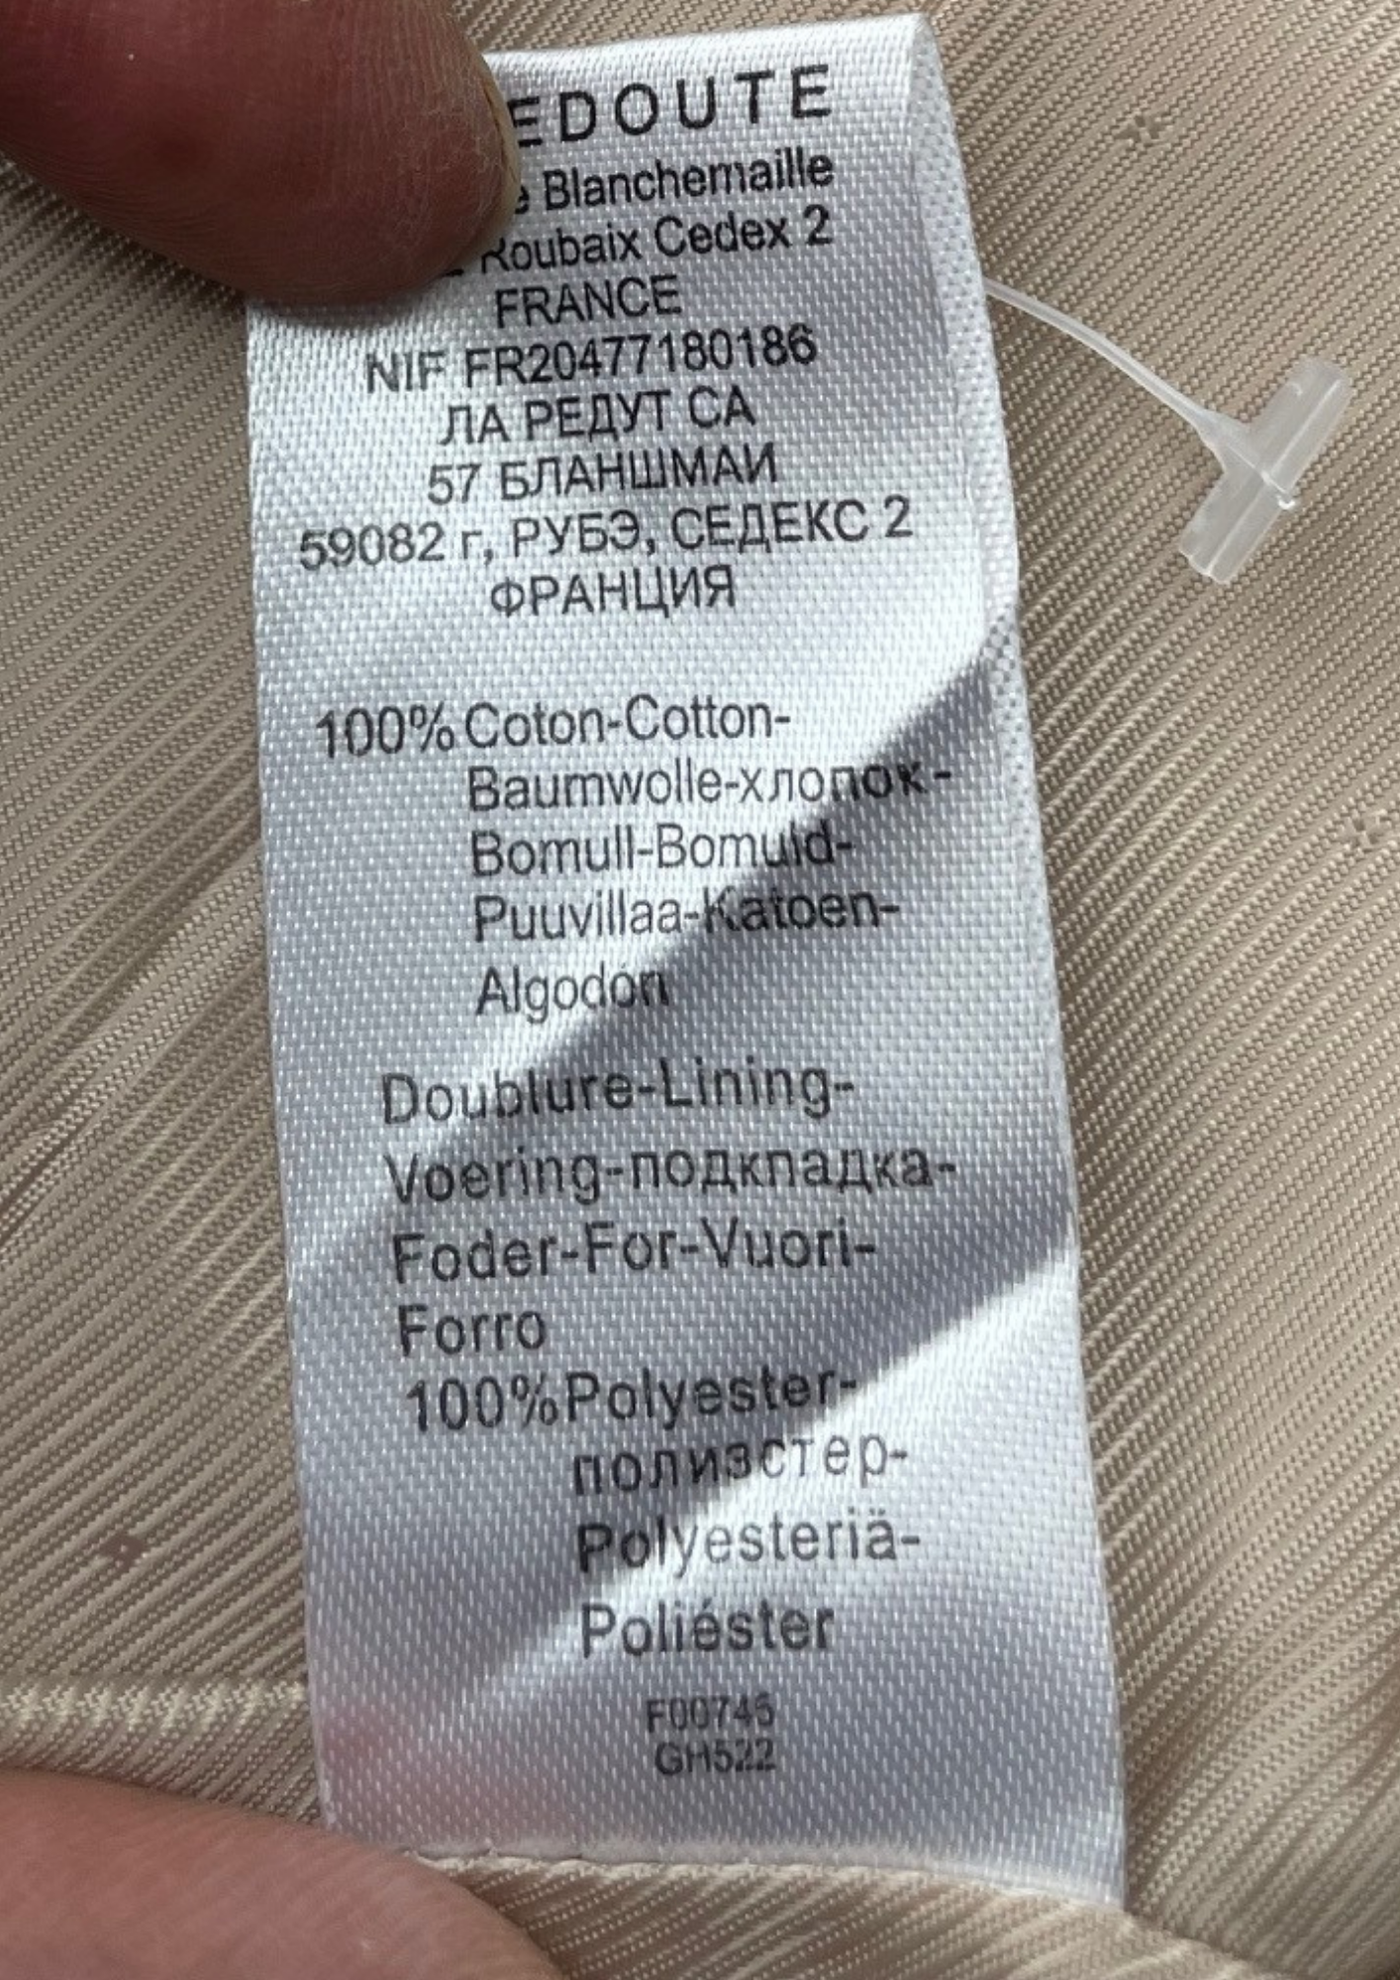 EDOUTE
e Blanchemaille
Roubaix Cedex 2
FRANCE
NIF FR20477180186
ЛА РЕДУТ СА
57 БЛАНШМАИ
59082 г, РУБЭ, СЕДЕКС 2
ФРАНЦИЯ
100% Coton-Cotton-
Baumwolle-хлопок-
Bomull-Bomuld-
Puuvillaa-Katoen-
Algodón
Doublure-Lining-
Voering-подкладка-
Foder-For-Vuori-
Forro
100%Polyester-
полиэстер-
Polyesteriä-
Poliéster
F00745
GH522